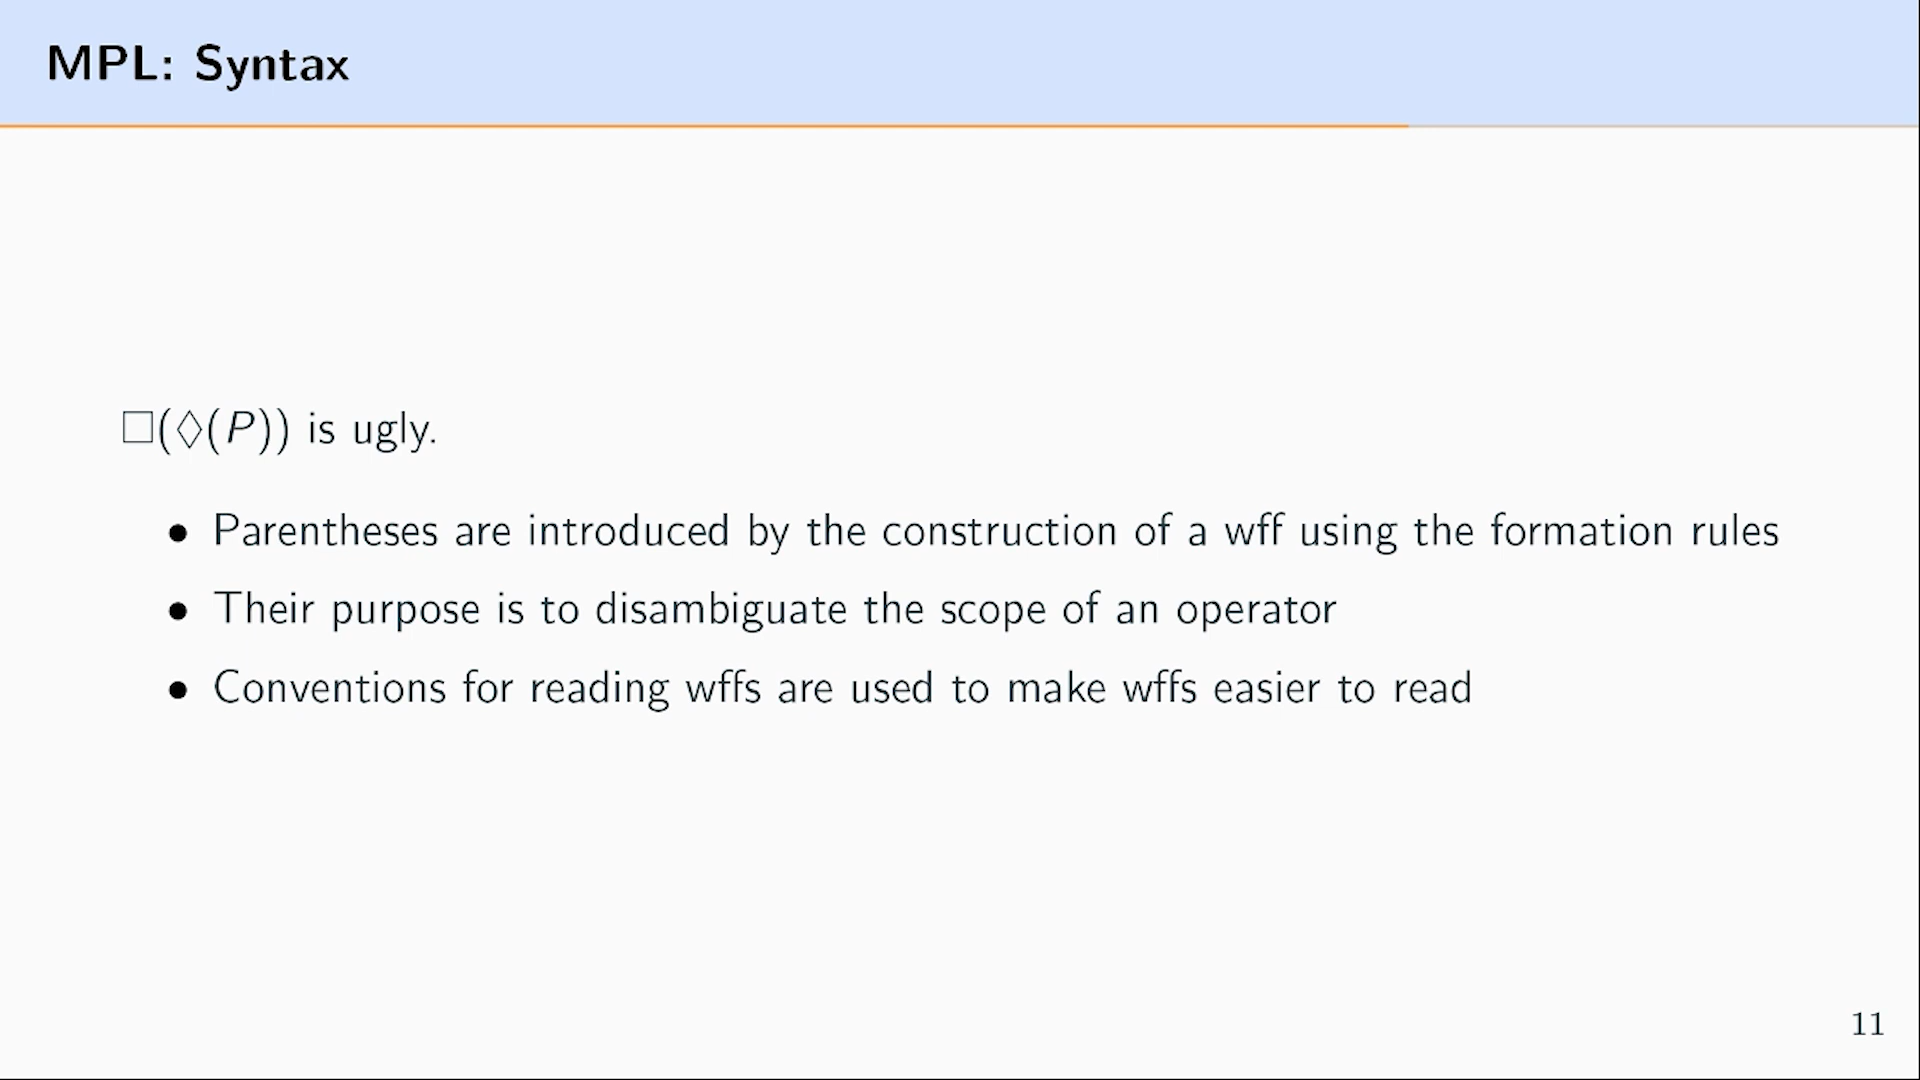 MPL: Syntax
□(◊(P)) is ugly.
• Parentheses are introduced by the construction of a wff using the formation rules
• Their purpose is to disambiguate the scope of an operator
• Conventions for reading wffs are used to make wffs easier to read
11